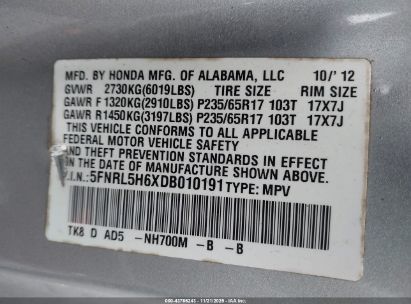 MFD. BY HONDA MFG. OF ALABAMA, LLC 10/' 12
GVWR 2730KG(6019LBS) TIRE SIZE RIM SIZE
GAWR F 1320KG(2910LBS) P235/65R17 103T 17X7J
GAWR R1450KG(3197LBS) P235/65R17 103T 17X7J
THIS VEHICLE CONFORMS TO ALL APPLICABLE
FEDERAL MOTOR VEHICLE SAFETY
AND THEFT PREVENTION STANDARDS IN EFFECT
ON THE DATE OF MANUFACTURE SHOWN ABOVE.
V.I.N.: 5FNRL5H6XDB010191 TYPE: MPV
TK8 D AD5 -NH700M -B -B